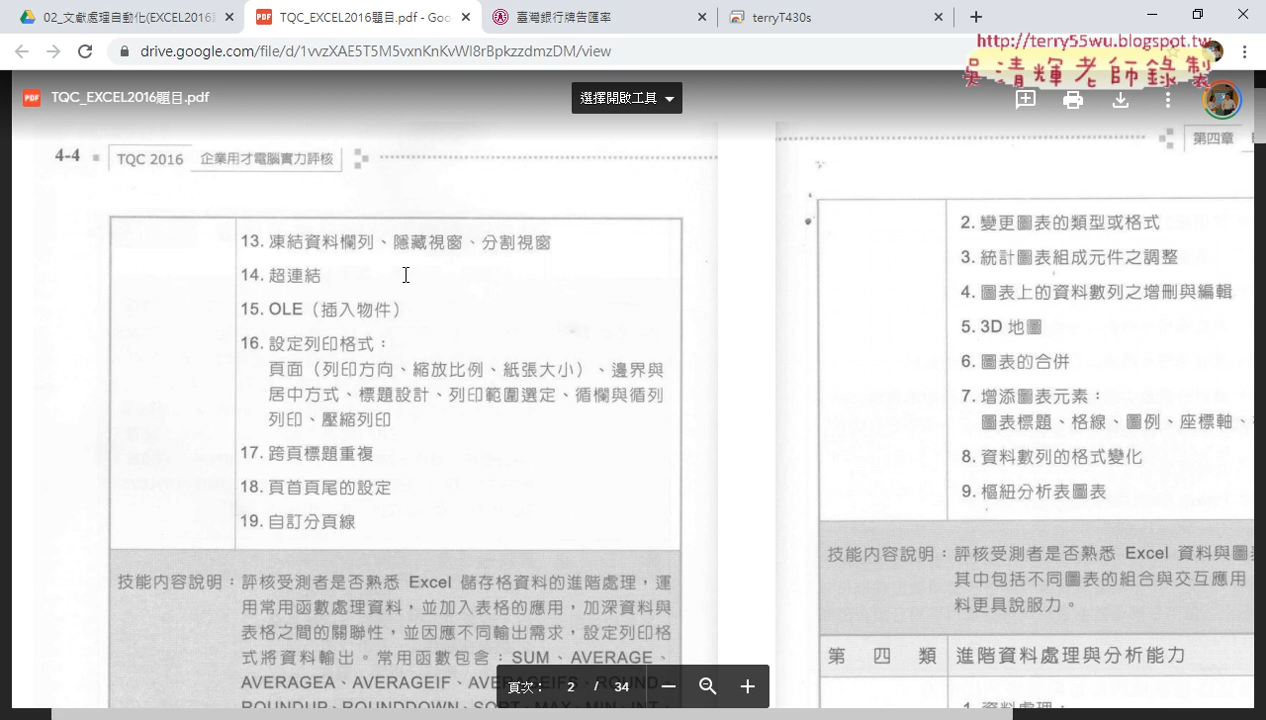 02_文獻處理自動化(EXCEL2016
TQC_EXCEL2016題目.pdf - Goo
臺灣銀行牌告匯率
terryT430s
drive.google.com/file/d/1vvzXAE5T5M5vxnKnKvWI8rBpkzzdmzDM/view
http://terry55wu.blogspot.tw
吳清輝老師錄製
TQC_EXCEL2016題目.pdf
選擇開啟工具
4-4
TQC 2016
企業用才電腦實力評核
13. 凍結資料欄列、隱藏視窗、分割視窗
14. 超連結
15. OLE（插入物件）
16. 設定列印格式：
頁面（列印方向、縮放比例、紙張大小）、邊界與
居中方式、標題設計、列印範圍選定、循欄與循列
列印、壓縮列印
17. 跨頁標題重複
18. 頁首頁尾的設定
19. 自訂分頁線
技能內容說明：評核受測者是否熟悉 Excel 儲存格資料的進階處理，運
用常用函數處理資料，並加入表格的應用，加深資料與
表格之間的關聯性，並因應不同輸出需求，設定列印格
式將資料輸出。常用函數包含：SUM、AVERAGE、
AVERAGEA、AVERAGEIF、AVERAGEIFS、ROUND、
ROUNDUP、ROUNDDOWN、SQRT、MAX、MIN、INT、
第四章
2. 變更圖表的類型或格式
3. 統計圖表組成元件之調整
4. 圖表上的資料數列之增刪與編輯
5. 3D 地圖
6. 圖表的合併
7. 增添圖表元素：
圖表標題、格線、圖例、座標軸、
8. 資料數列的格式變化
9. 樞紐分析表圖表
技能內容說明：評核受測者是否熟悉 Excel 資料與圖
其中包括不同圖表的組合與交互應用
料更具說服力。
第 四 類
進階資料處理與分析能力
1. 資料處理：
頁次： 2 / 34